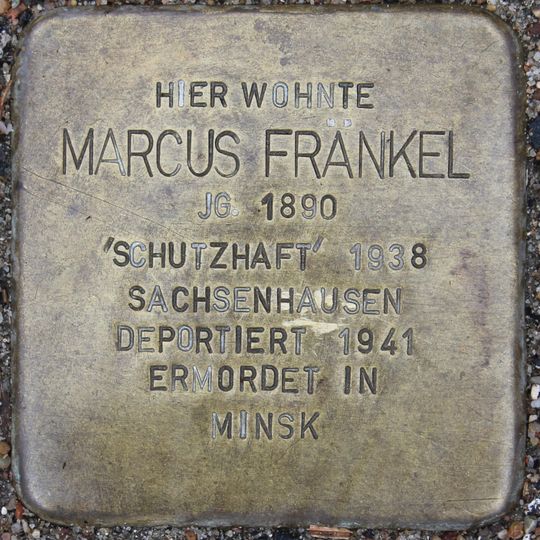 HIER WOHNTE
MARCUS FRÄNKEL
JG. 1890
'SCHUTZHAFT' 1938
SACHSENHAUSEN
DEPORTIERT 1941
ERMORDET IN
MINSK